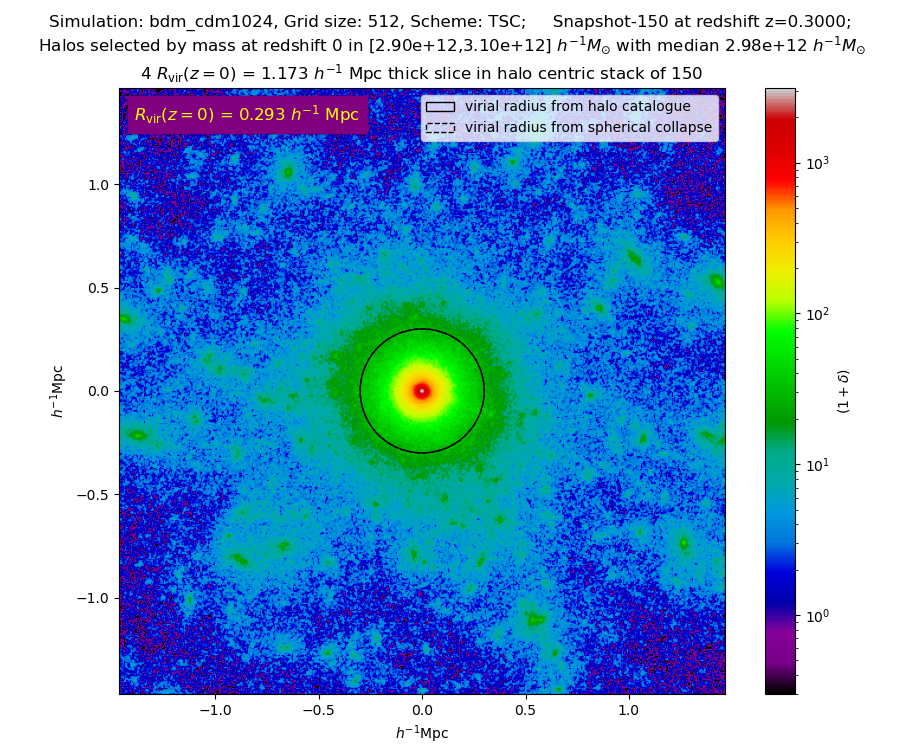 Simulation: bdm_cdm1024, Grid size: 512, Scheme: TSC; Snapshot-150 at redshift z=0.3000;
Halos selected by mass at redshift 0 in [2.90e+12,3.10e+12] h⁻¹M⊙ with median 2.98e+12 h⁻¹M⊙
4 Rvir(z = 0) = 1.173 h⁻¹ Mpc thick slice in halo centric stack of 150
Rvir(z = 0) = 0.293 h⁻¹ Mpc
virial radius from halo catalogue
virial radius from spherical collapse
1.0
0.5
0.0
−0.5
−1.0
h⁻¹Mpc
−1.0 −0.5 0.0 0.5 1.0
h⁻¹Mpc
10³
10²
10¹
10⁰
(1 + δ)